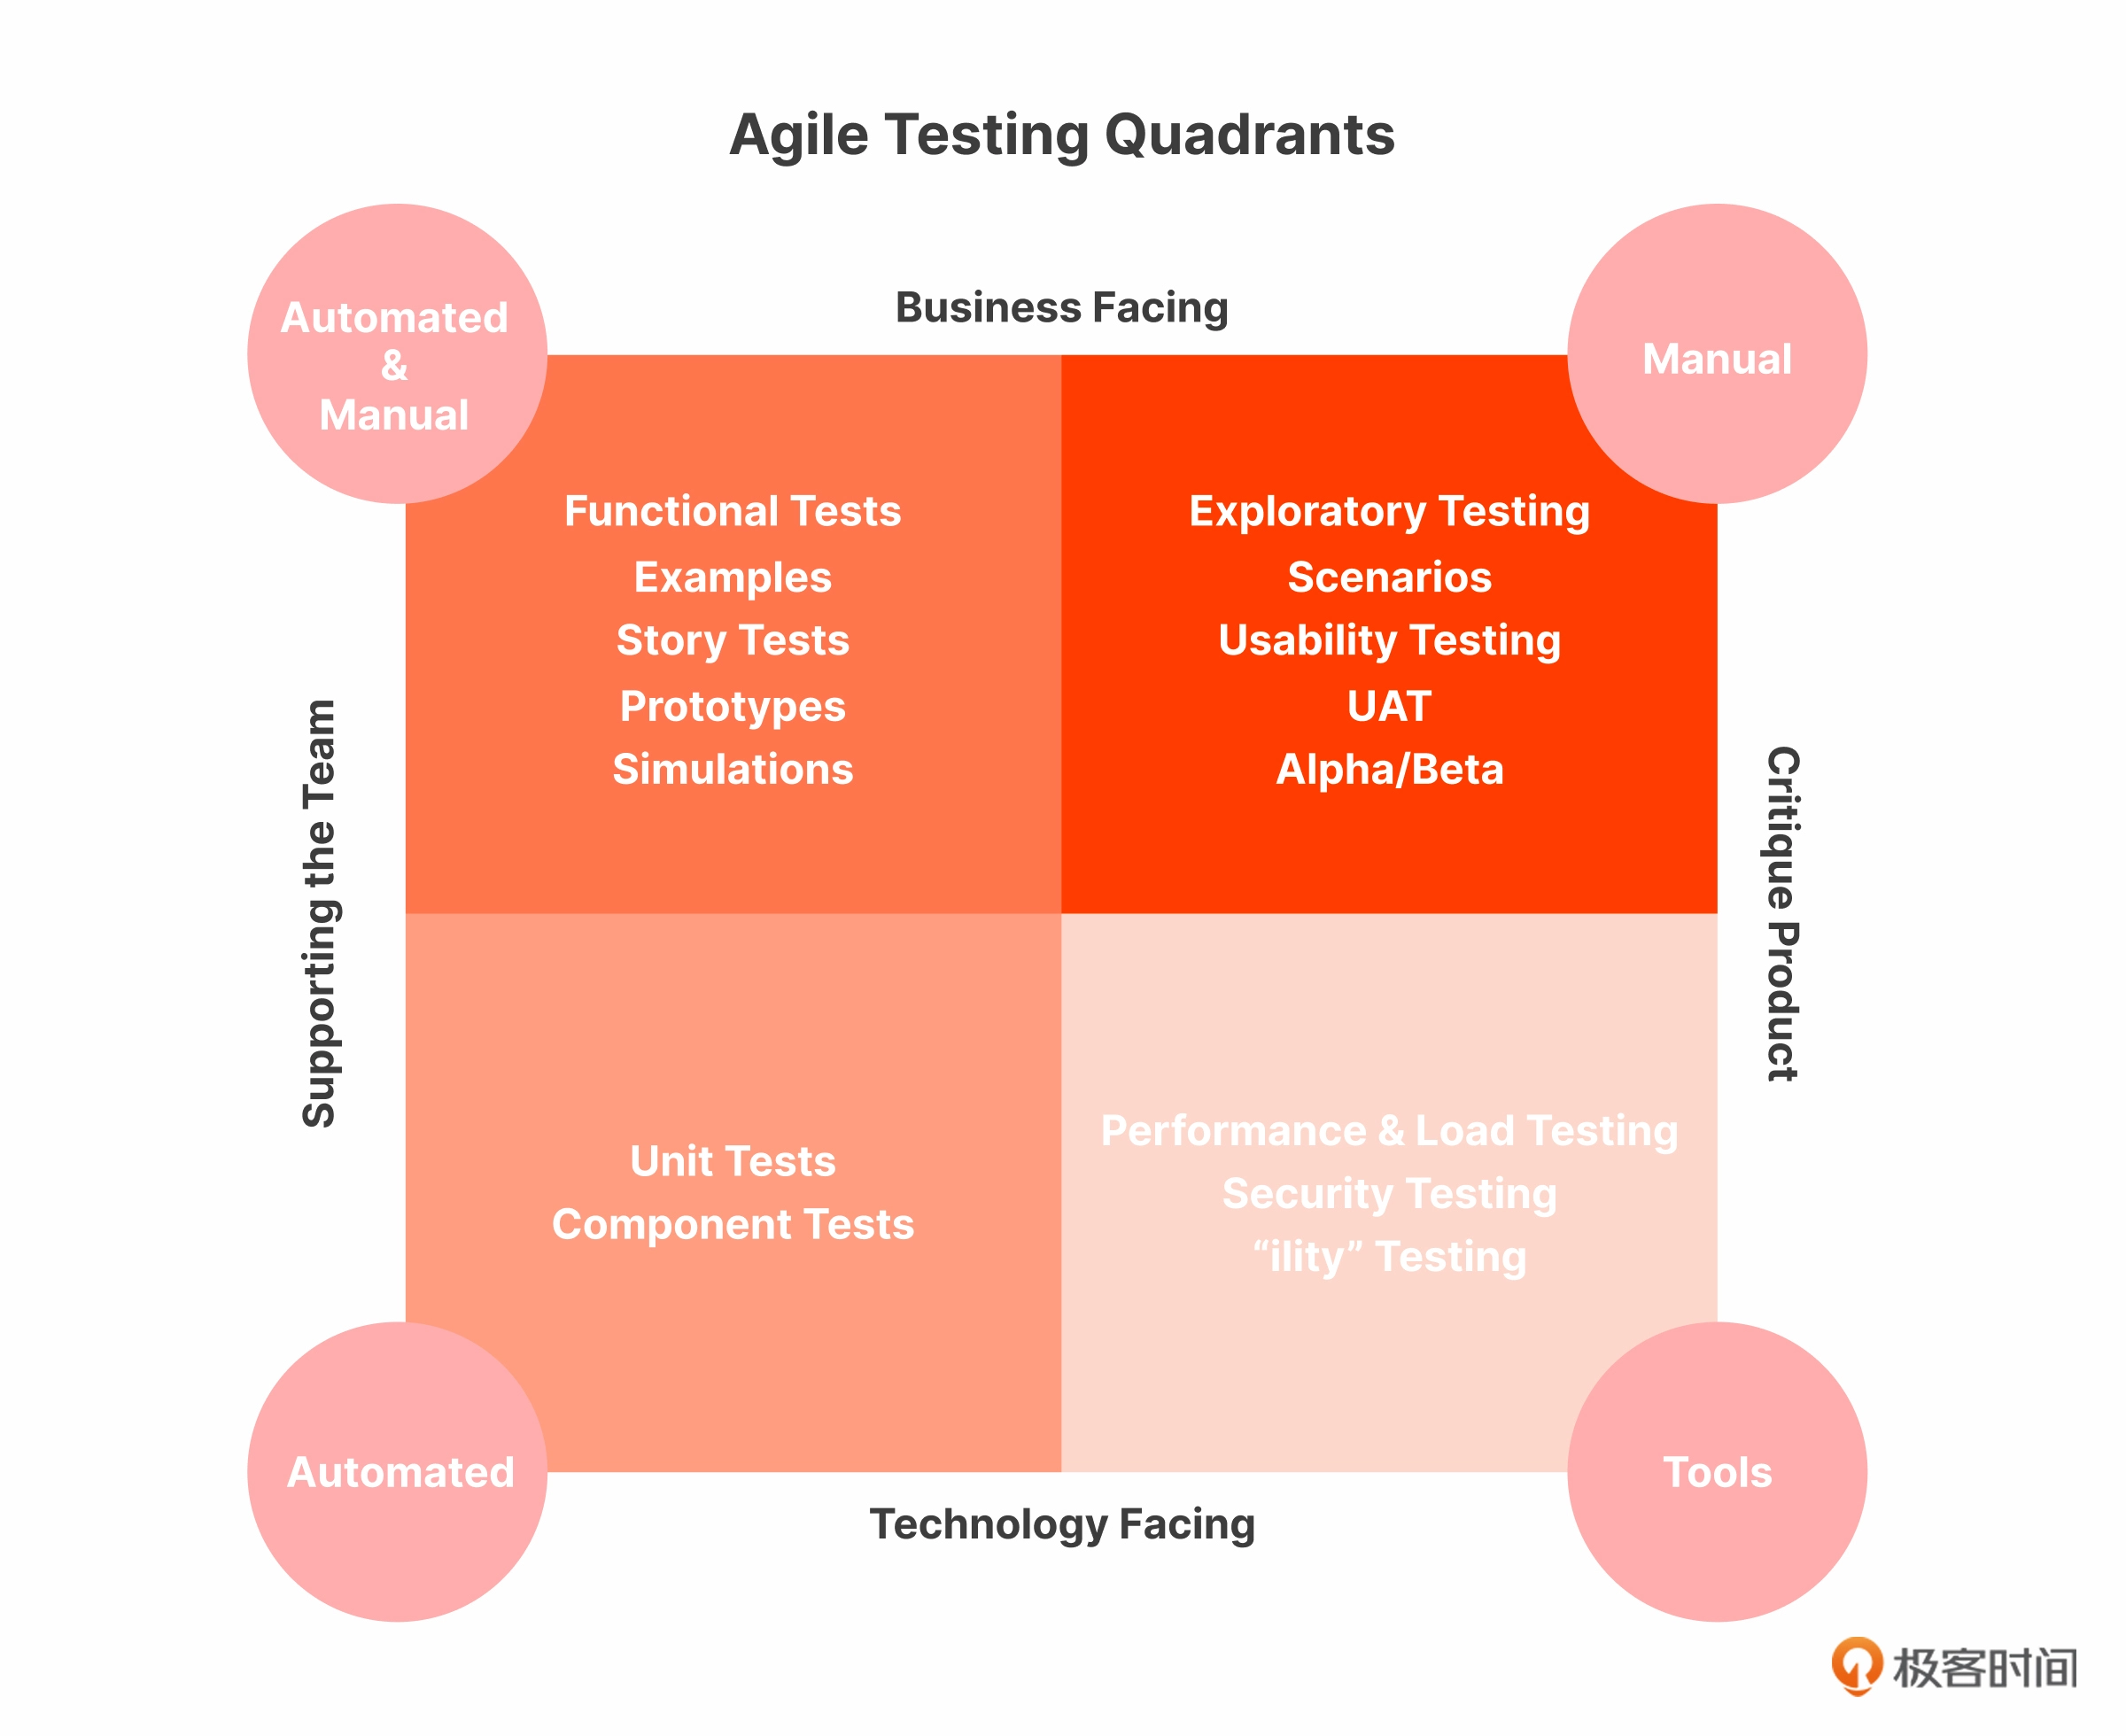 Agile Testing Quadrants
Business Facing
Automated
&
Manual
Manual
Functional Tests
Examples
Story Tests
Prototypes
Simulations
Exploratory Testing
Scenarios
Usability Testing
UAT
Alpha/Beta
Supporting the Team
Critique Product
Unit Tests
Component Tests
Performance & Load Testing
Security Testing
“ility” Testing
Automated
Tools
Technology Facing
极客时间